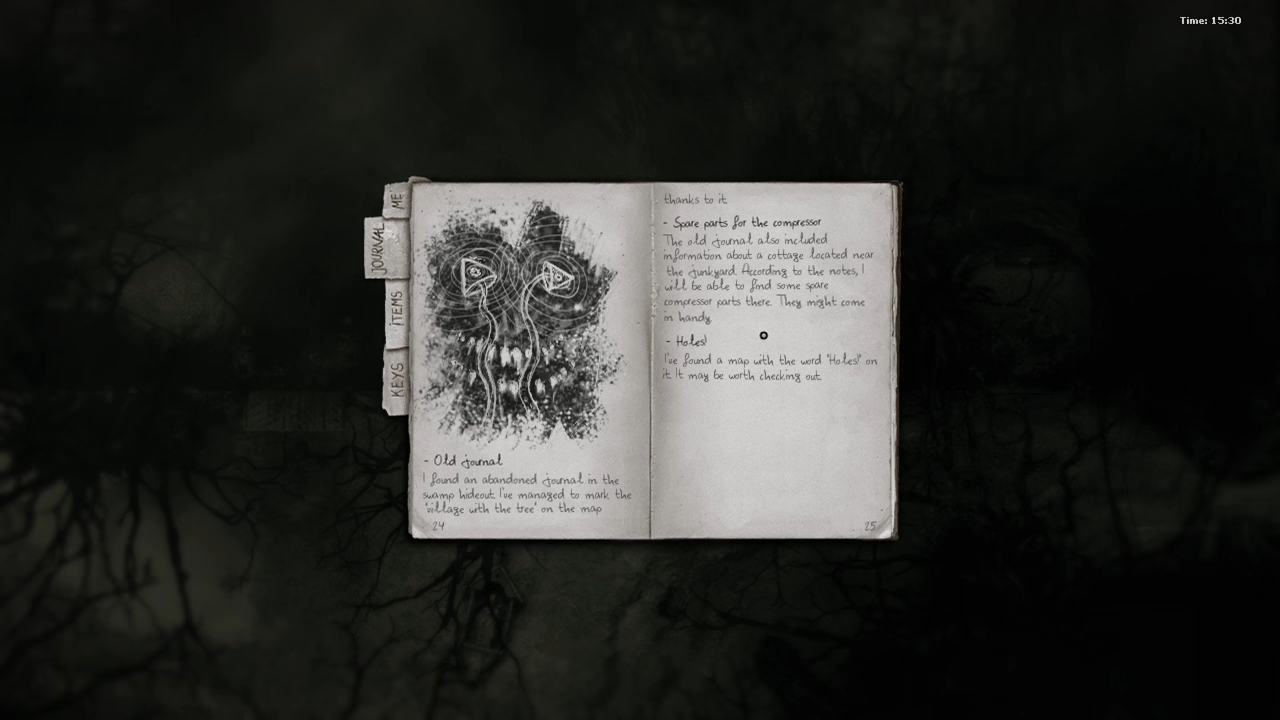 Time: 15:30
ME
JOURNAL
ITEMS
KEYS
- Old journal
I found an abandoned journal in the
swamp hideout. I've managed to mark the
"village with the tree" on the map
24
thanks to it.
- Spare parts for the compressor
The old journal also included
information about a cottage located near
the junkyard. According to the notes, I
will be able to find some spare
compressor parts there. They might come
in handy.
- Holes!
I've found a map with the word "Holes!" on
it. It may be worth checking out.
25